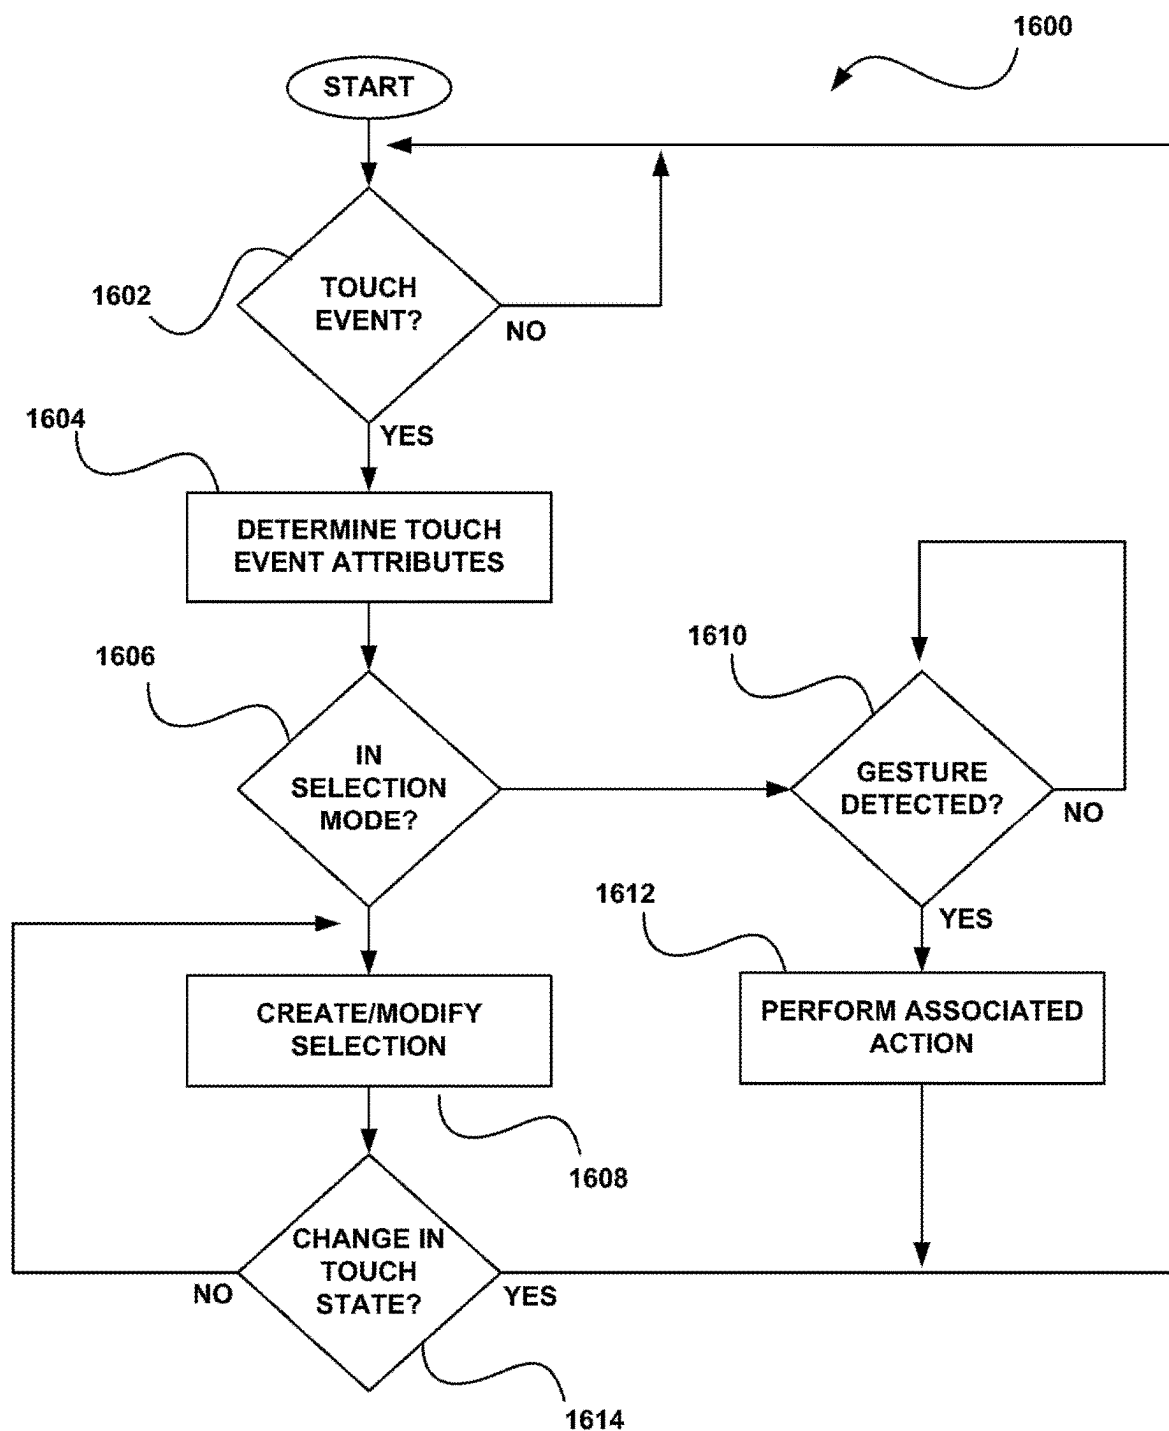 1600
START
1602
TOUCH
EVENT?
NO
YES
1604
DETERMINE TOUCH
EVENT ATTRIBUTES
1606
IN
SELECTION
MODE?
1610
GESTURE
DETECTED?
NO
YES
1612
PERFORM ASSOCIATED
ACTION
CREATE/MODIFY
SELECTION
1608
CHANGE IN
TOUCH
STATE?
NO
YES
1614